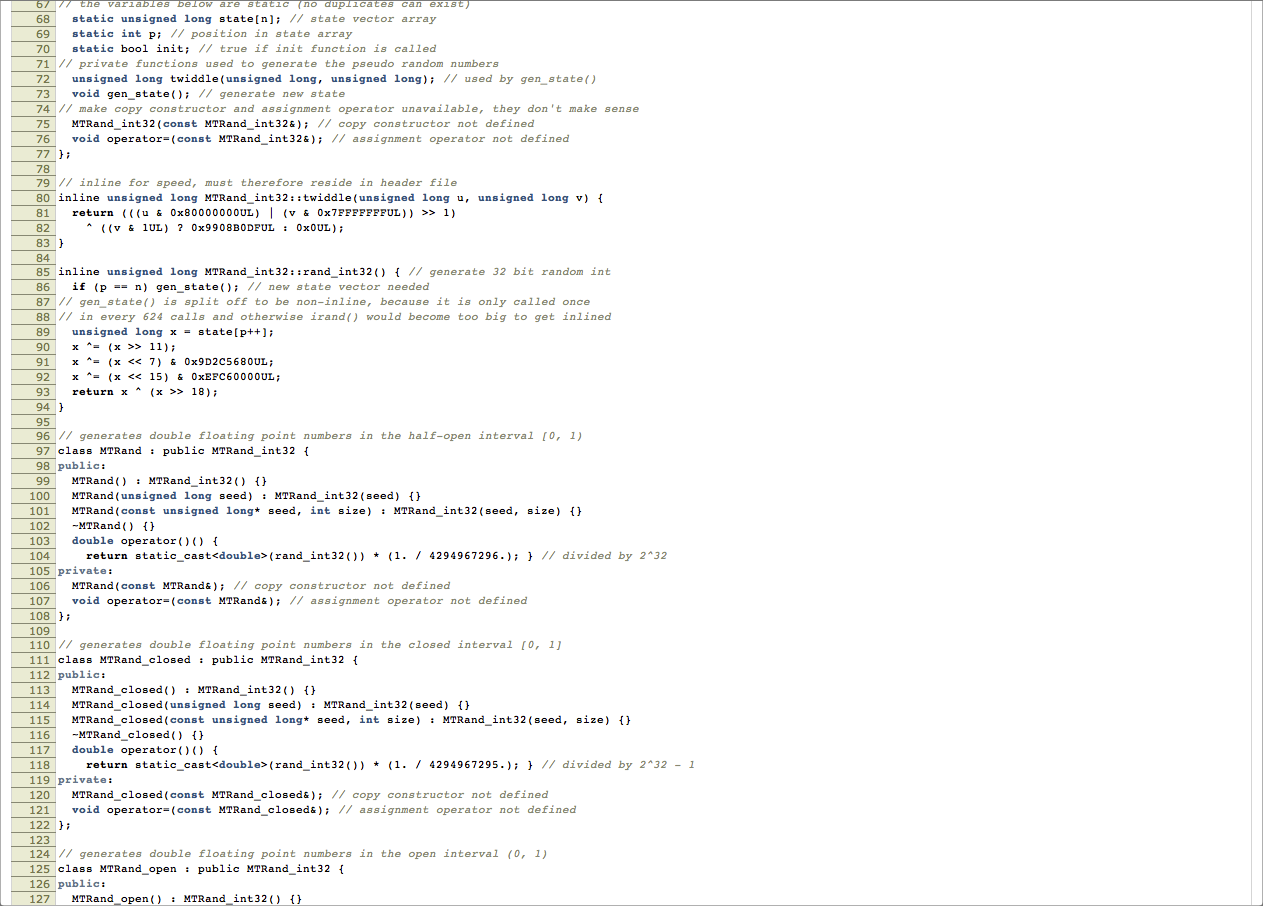 67 // the variables below are static (no duplicates can exist)
68 static unsigned long state[n]; // state vector array
69 static int p; // position in state array
70 static bool init; // true if init function is called
71 // private functions used to generate the pseudo random numbers
72 unsigned long twiddle(unsigned long, unsigned long); // used by gen_state()
73 void gen_state(); // generate new state
74 // make copy constructor and assignment operator unavailable, they don't make sense
75 MTRand_int32(const MTRand_int32&); // copy constructor not defined
76 void operator=(const MTRand_int32&); // assignment operator not defined
77 };
78
79 // inline for speed, must therefore reside in header file
80 inline unsigned long MTRand_int32::twiddle(unsigned long u, unsigned long v) {
81 return (((u & 0x80000000UL) | (v & 0x7FFFFFFFUL)) >> 1)
82 ^ ((v & 1UL) ? 0x9908B0DFUL : 0x0UL);
83 }
84
85 inline unsigned long MTRand_int32::rand_int32() { // generate 32 bit random int
86 if (p == n) gen_state(); // new state vector needed
87 // gen_state() is split off to be non-inline, because it is only called once
88 // in every 624 calls and otherwise irand() would become too big to get inlined
89 unsigned long x = state[p++];
90 x ^= (x >> 11);
91 x ^= (x << 7) & 0x9D2C5680UL;
92 x ^= (x << 15) & 0xEFC60000UL;
93 return x ^ (x >> 18);
94 }
95
96 // generates double floating point numbers in the half-open interval [0, 1)
97 class MTRand : public MTRand_int32 {
98 public:
99 MTRand() : MTRand_int32() {}
100 MTRand(unsigned long seed) : MTRand_int32(seed) {}
101 MTRand(const unsigned long* seed, int size) : MTRand_int32(seed, size) {}
102 ~MTRand() {}
103 double operator()() {
104 return static_cast<double>(rand_int32()) * (1. / 4294967296.); } // divided by 2^32
105 private:
106 MTRand(const MTRand&); // copy constructor not defined
107 void operator=(const MTRand&); // assignment operator not defined
108 };
109
110 // generates double floating point numbers in the closed interval [0, 1]
111 class MTRand_closed : public MTRand_int32 {
112 public:
113 MTRand_closed() : MTRand_int32() {}
114 MTRand_closed(unsigned long seed) : MTRand_int32(seed) {}
115 MTRand_closed(const unsigned long* seed, int size) : MTRand_int32(seed, size) {}
116 ~MTRand_closed() {}
117 double operator()() {
118 return static_cast<double>(rand_int32()) * (1. / 4294967295.); } // divided by 2^32 - 1
119 private:
120 MTRand_closed(const MTRand_closed&); // copy constructor not defined
121 void operator=(const MTRand_closed&); // assignment operator not defined
122 };
123
124 // generates double floating point numbers in the open interval (0, 1)
125 class MTRand_open : public MTRand_int32 {
126 public:
127 MTRand_open() : MTRand_int32() {}